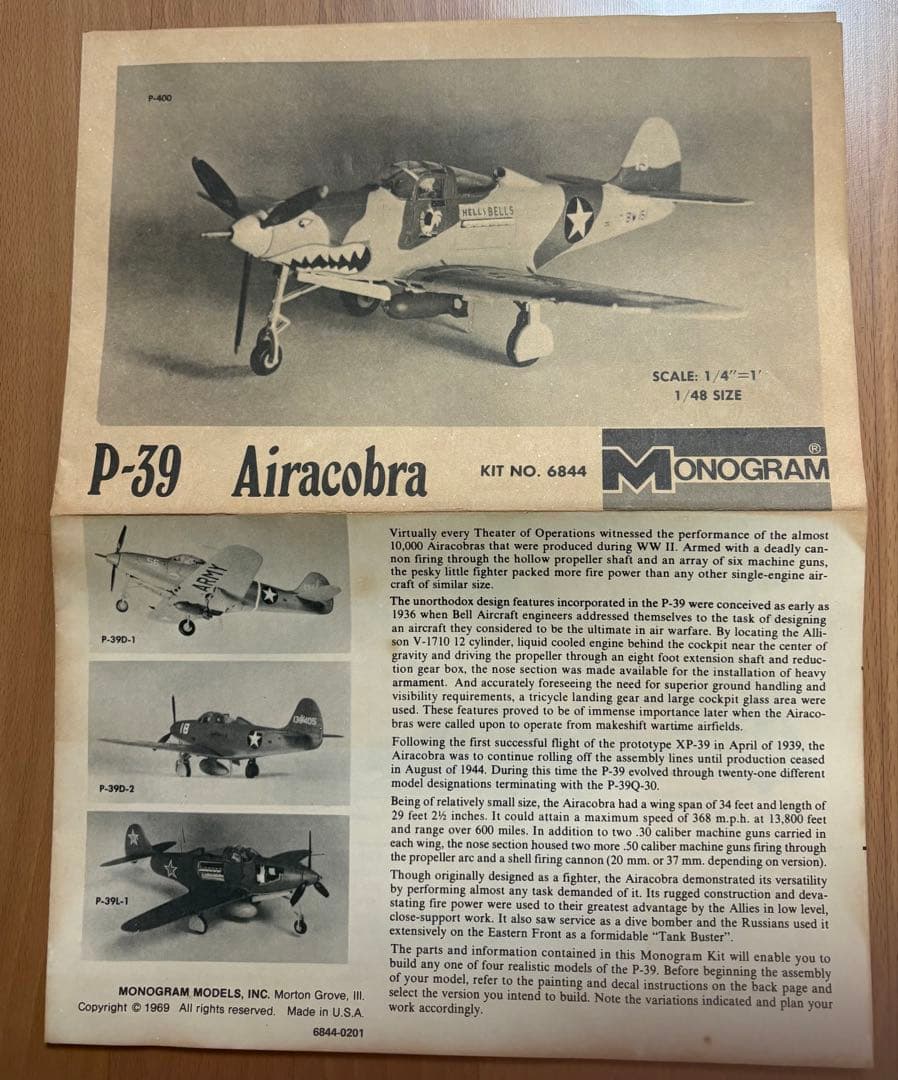 P-400
HELL'S BELLS
BW 151
SCALE: 1/4"=1'
1/48 SIZE
P-39 Airacobra
KIT NO. 6844
MONOGRAM®
ARMY
P-39D-1
18
138405
P-39D-2
P-39L-1
MONOGRAM MODELS, INC. Morton Grove, Ill.
Copyright © 1969 All rights reserved. Made in U.S.A.
6844-0201
Virtually every Theater of Operations witnessed the performance of the almost
10,000 Airacobras that were produced during WW II. Armed with a deadly can-
non firing through the hollow propeller shaft and an array of six machine guns,
the pesky little fighter packed more fire power than any other single-engine air-
craft of similar size.
The unorthodox design features incorporated in the P-39 were conceived as early as
1936 when Bell Aircraft engineers addressed themselves to the task of designing
an aircraft they considered to be the ultimate in air warfare. By locating the Alli-
son V-1710 12 cylinder, liquid cooled engine behind the cockpit near the center of
gravity and driving the propeller through an eight foot extension shaft and reduc-
tion gear box, the nose section was made available for the installation of heavy
armament. And accurately foreseeing the need for superior ground handling and
visibility requirements, a tricycle landing gear and large cockpit glass area were
used. These features proved to be of immense importance later when the Airaco-
bras were called upon to operate from makeshift wartime airfields.
Following the first successful flight of the prototype XP-39 in April of 1939, the
Airacobra was to continue rolling off the assembly lines until production ceased
in August of 1944. During this time the P-39 evolved through twenty-one different
model designations terminating with the P-39Q-30.
Being of relatively small size, the Airacobra had a wing span of 34 feet and length of
29 feet 2½ inches. It could attain a maximum speed of 368 m.p.h. at 13,800 feet
and range over 600 miles. In addition to two .30 caliber machine guns carried in
each wing, the nose section housed two more .50 caliber machine guns firing through
the propeller arc and a shell firing cannon (20 mm. or 37 mm. depending on version).
Though originally designed as a fighter, the Airacobra demonstrated its versatility
by performing almost any task demanded of it. Its rugged construction and deva-
stating fire power were used to their greatest advantage by the Allies in low level,
close-support work. It also saw service as a dive bomber and the Russians used it
extensively on the Eastern Front as a formidable "Tank Buster".
The parts and information contained in this Monogram Kit will enable you to
build any one of four realistic models of the P-39. Before beginning the assembly
of your model, refer to the painting and decal instructions on the back page and
select the version you intend to build. Note the variations indicated and plan your
work accordingly.